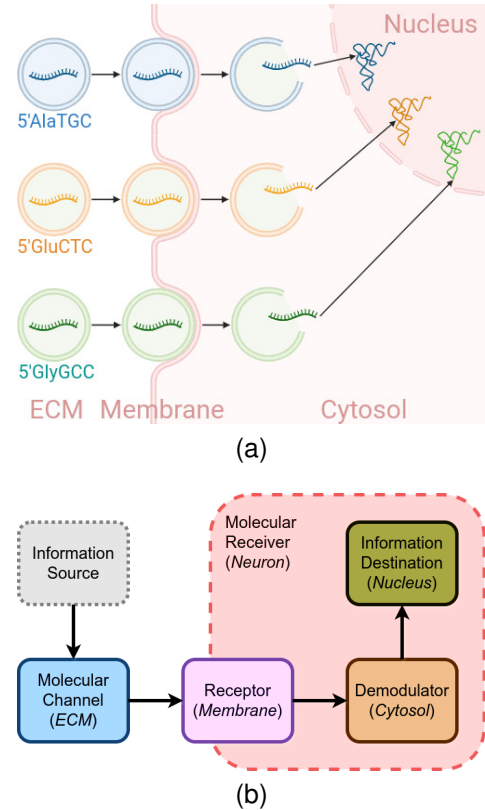 Nucleus
5'AlaTGC
5'GluCTC
5'GlyGCC
ECM Membrane Cytosol
(a)
Information
Source
Molecular
Receiver
(Neuron)
Information
Destination
(Nucleus)
Molecular
Channel
(ECM)
Receptor
(Membrane)
Demodulator
(Cytosol)
(b)